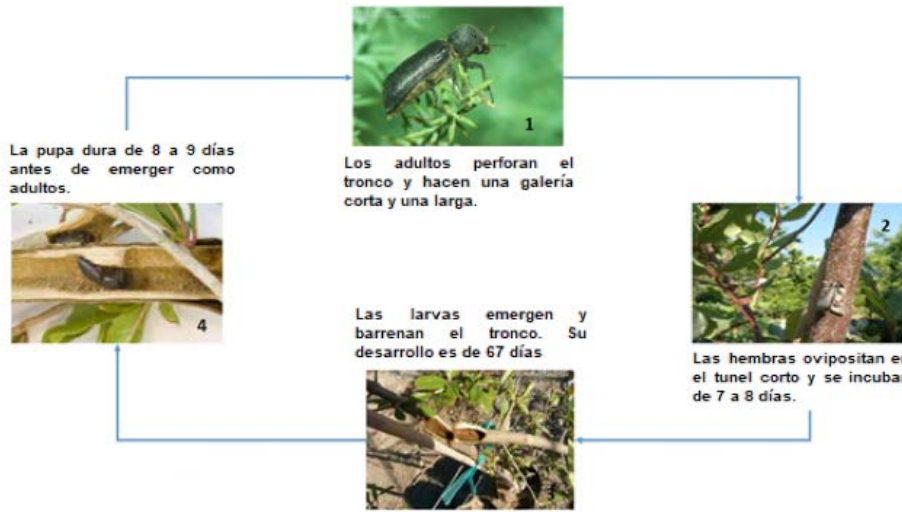 1
Los adultos perforan el
tronco y hacen una galería
corta y una larga.
2
Las hembras ovipositan en
el tunel corto y se incuban
de 7 a 8 días.
Las larvas emergen y
barrenan el tronco. Su
desarrollo es de 67 días
3
La pupa dura de 8 a 9 días
antes de emerger como
adultos.
4